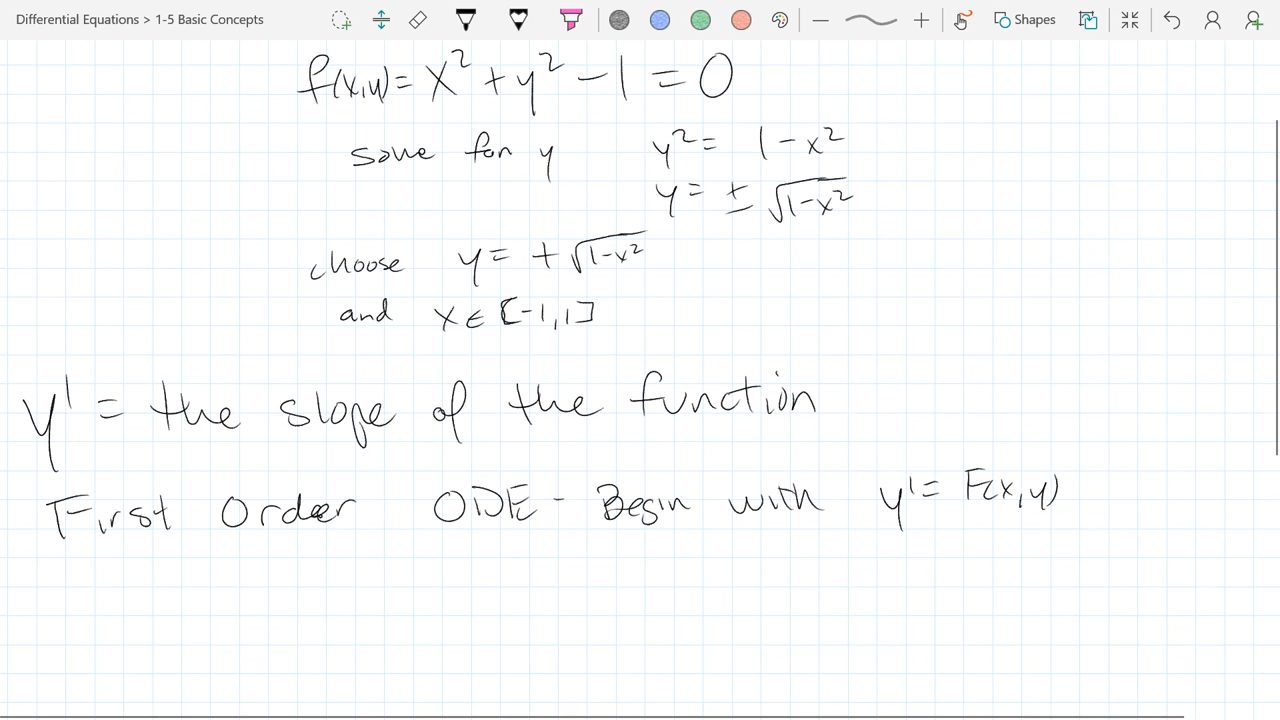 Differential Equations > 1-5 Basic Concepts
Shapes
f(x,y) = x² + y² - 1 = 0
solve for y y² = 1 - x²
y = ± √1-x²
choose y = + √1-x²
and x ∈ [-1,1]
y' = the slope of the function
First Order ODE - Begin with y' = F(x,y)